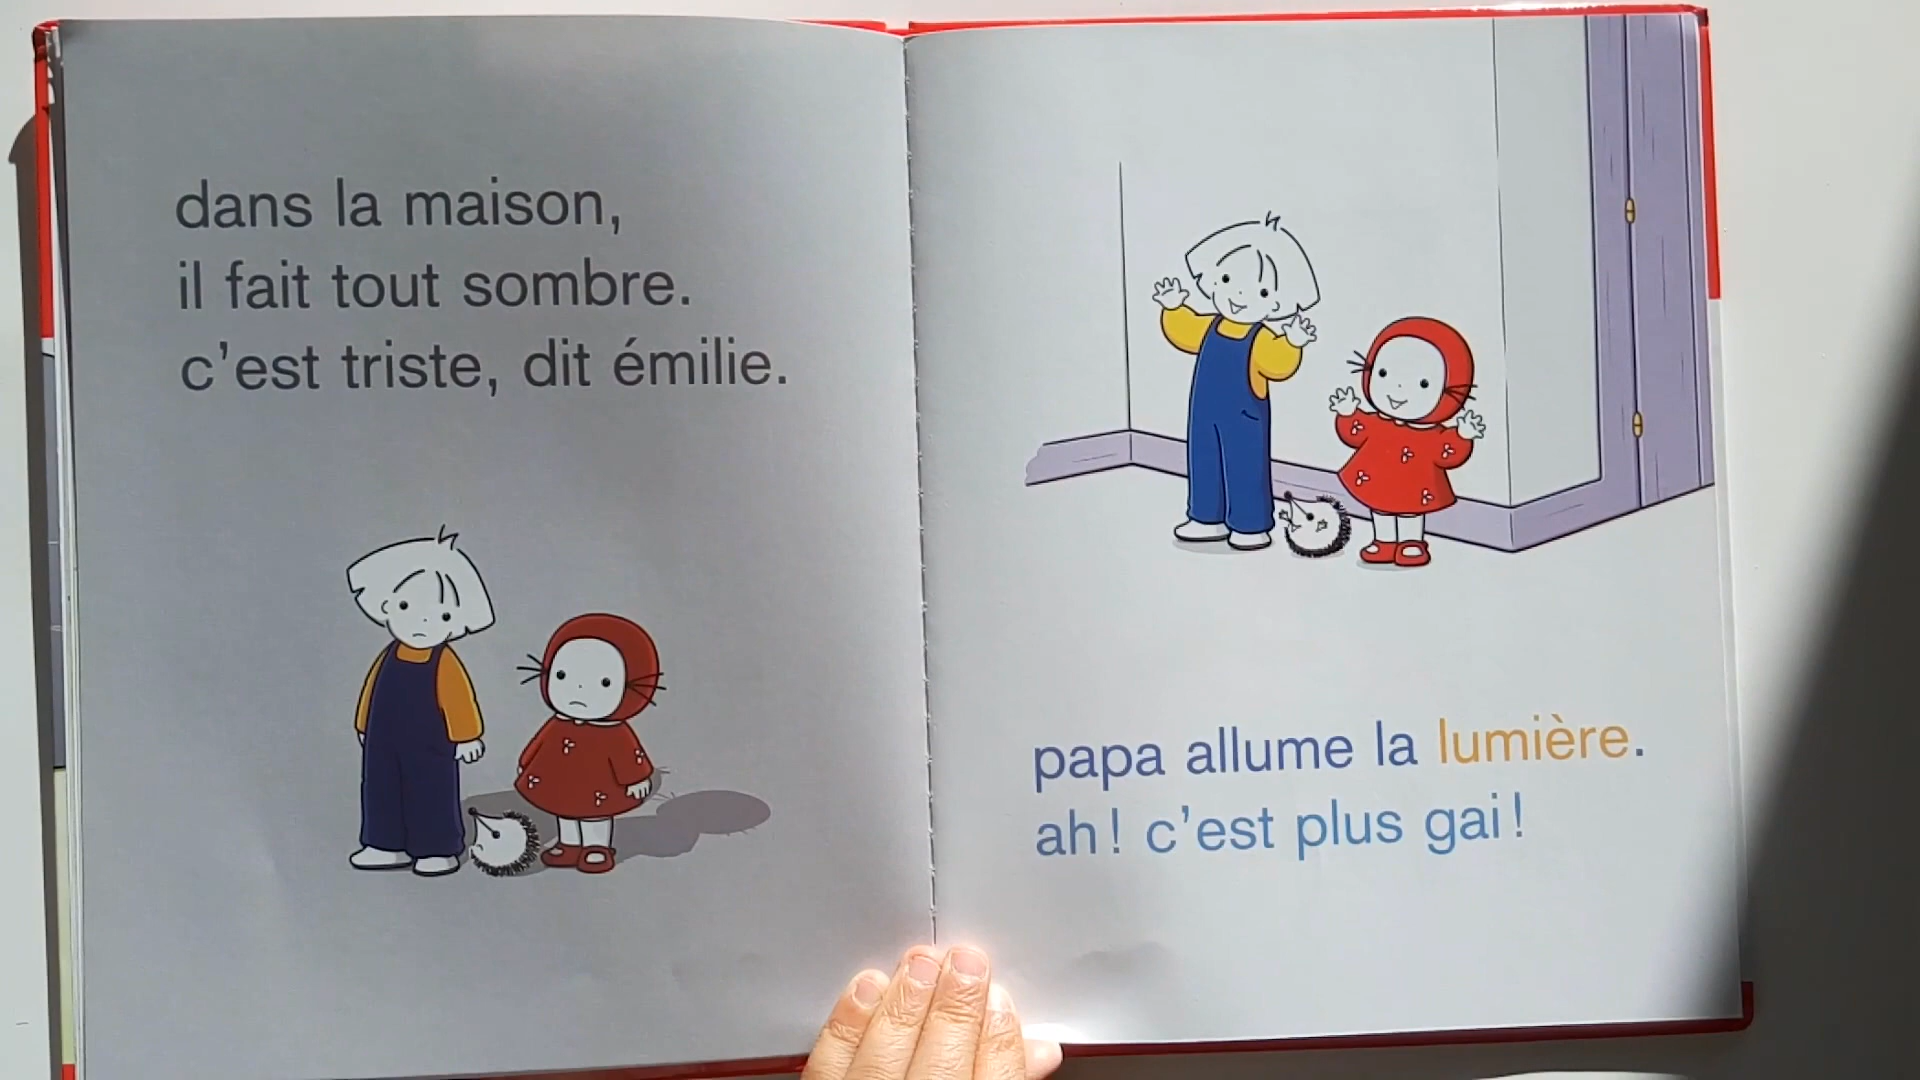 dans la maison,
il fait tout sombre.
c'est triste, dit émilie.
papa allume la lumière.
ah ! c'est plus gai !